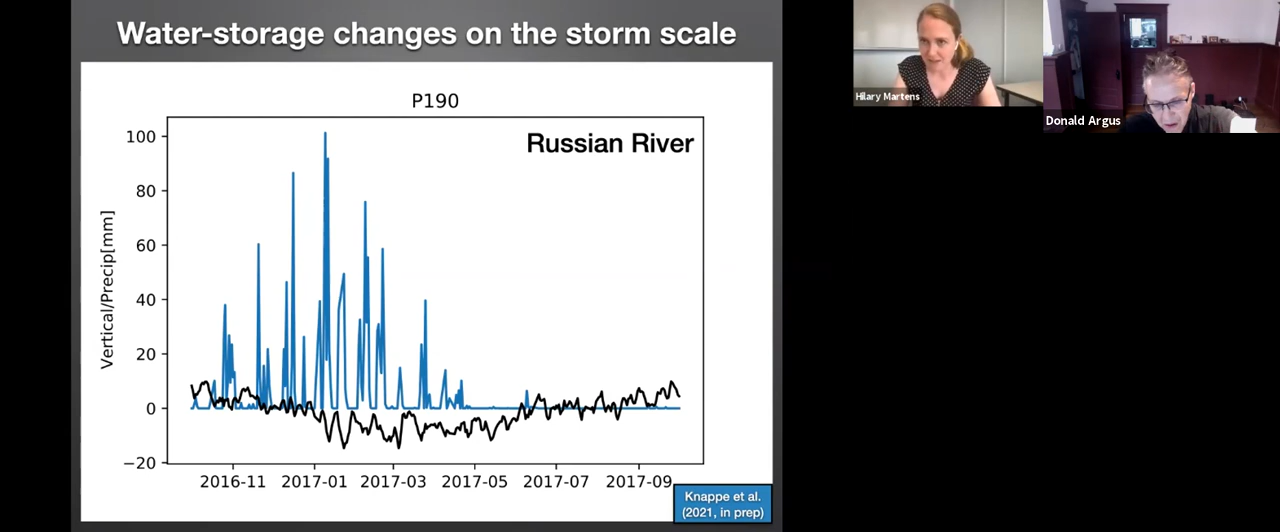 Water-storage changes on the storm scale
P190
Russian River
Vertical/Precip[mm]
100
80
60
40
20
0
−20
2016-11 2017-01 2017-03 2017-05 2017-07 2017-09
Knappe et al.
(2021, in prep)
Hilary Martens
Donald Argus